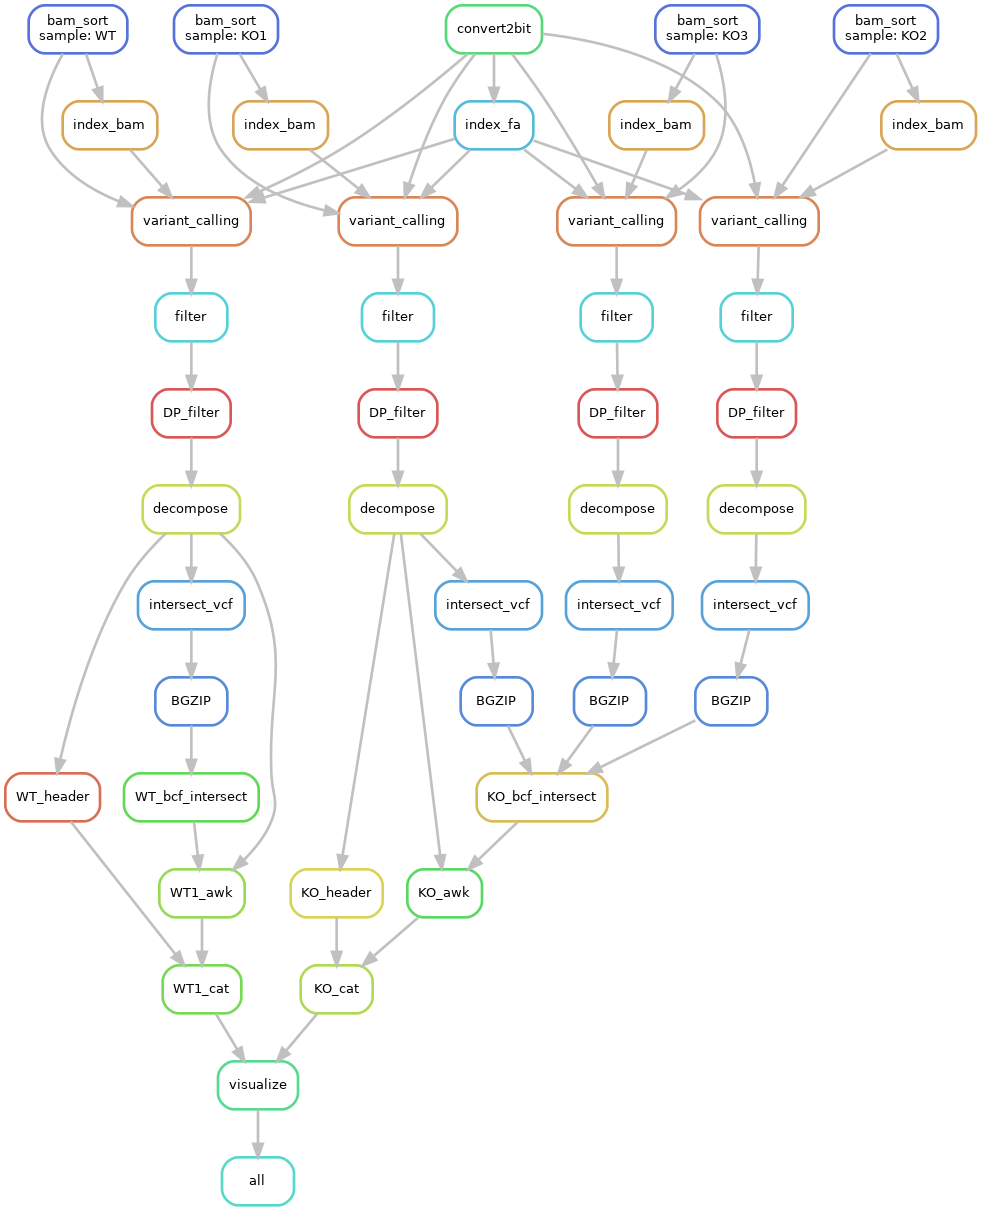 bam_sort
sample: WT
bam_sort
sample: KO1
convert2bit
bam_sort
sample: KO3
bam_sort
sample: KO2
index_bam
index_bam
index_fa
index_bam
index_bam
variant_calling
variant_calling
variant_calling
variant_calling
filter
filter
filter
filter
DP_filter
DP_filter
DP_filter
DP_filter
decompose
decompose
decompose
decompose
intersect_vcf
intersect_vcf
intersect_vcf
intersect_vcf
BGZIP
BGZIP
BGZIP
BGZIP
WT_header
WT_bcf_intersect
KO_bcf_intersect
WT1_awk
KO_header
KO_awk
WT1_cat
KO_cat
visualize
all